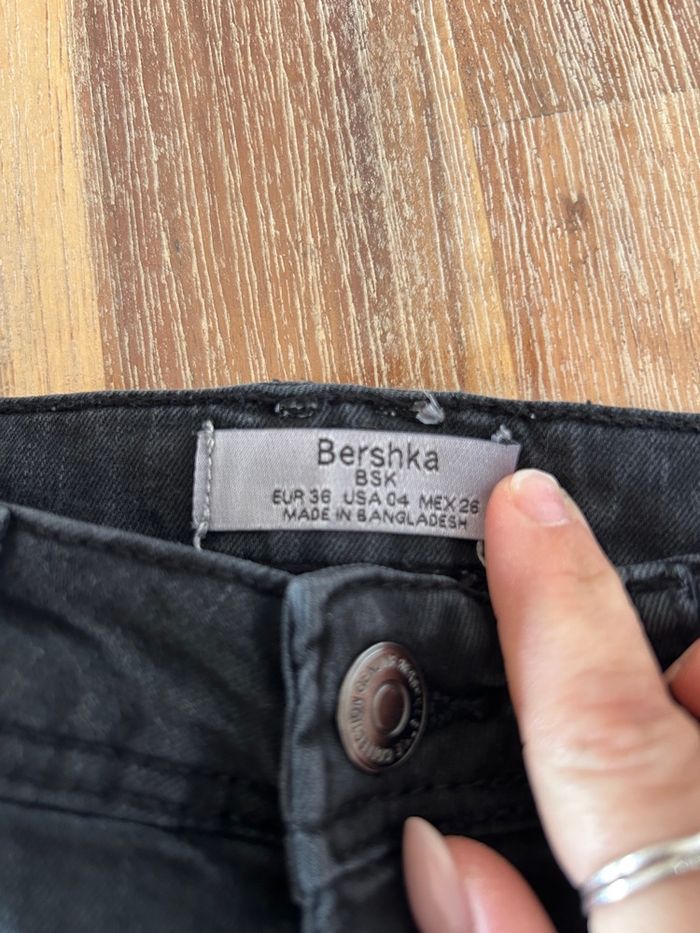 Bershka
BSK
EUR 36 USA 04 MEX 26
MADE IN BANGLADESH